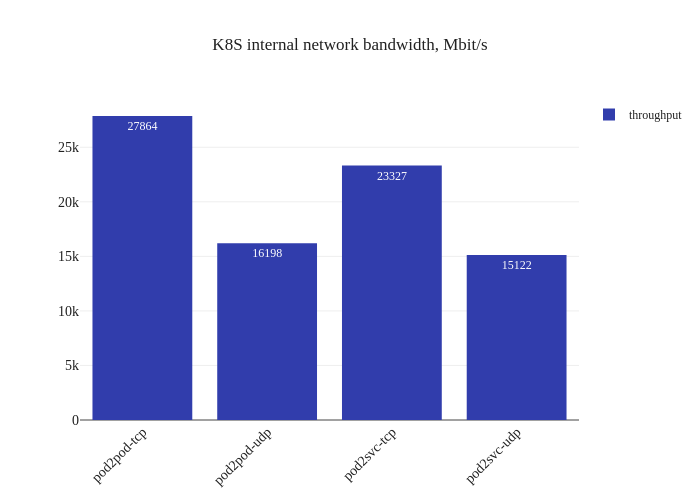 K8S internal network bandwidth, Mbit/s
throughput
25k
20k
15k
10k
5k
0
27864
16198
23327
15122
pod2pod-tcp
pod2pod-udp
pod2svc-tcp
pod2svc-udp